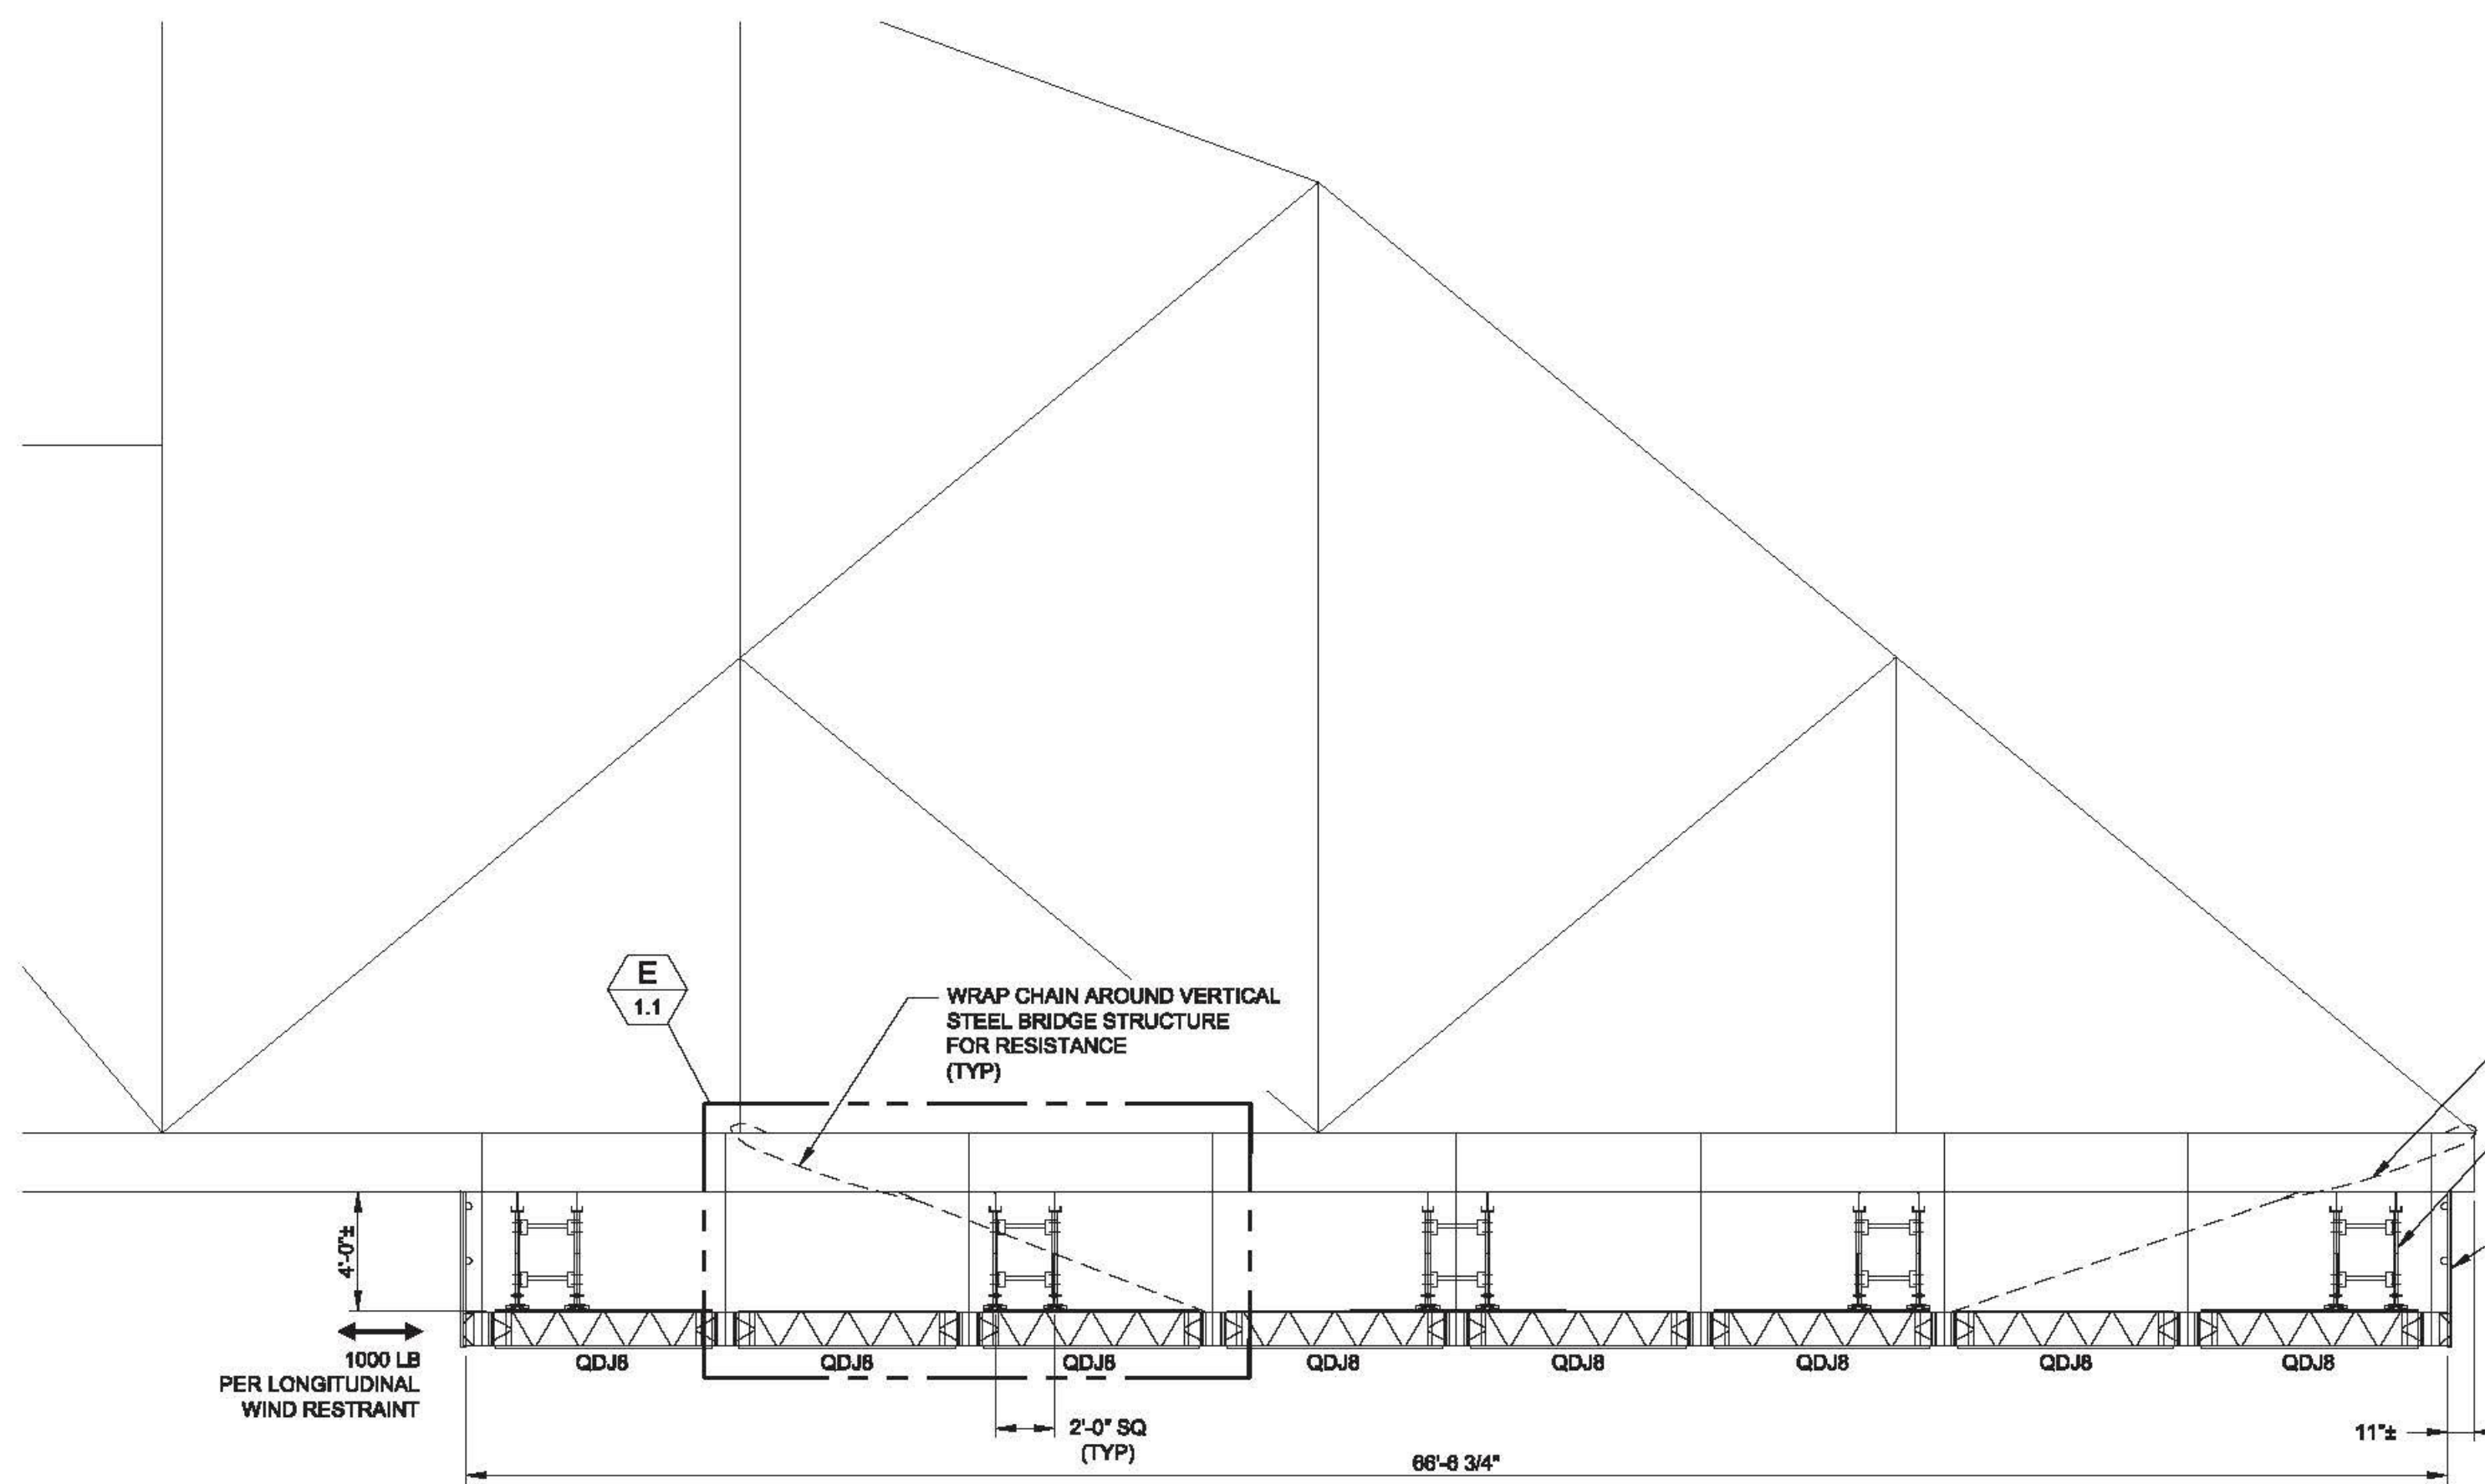 E
1.1
WRAP CHAIN AROUND VERTICAL
STEEL BRIDGE STRUCTURE
FOR RESISTANCE
(TYP)
4'-0"±
1000 LB
PER LONGITUDINAL
WIND RESTRAINT
QDJ8
QDJ8
QDJ8
QDJ8
QDJ8
QDJ8
QDJ8
QDJ8
2'-0" SQ
(TYP)
11"±
66'-6 3/4"